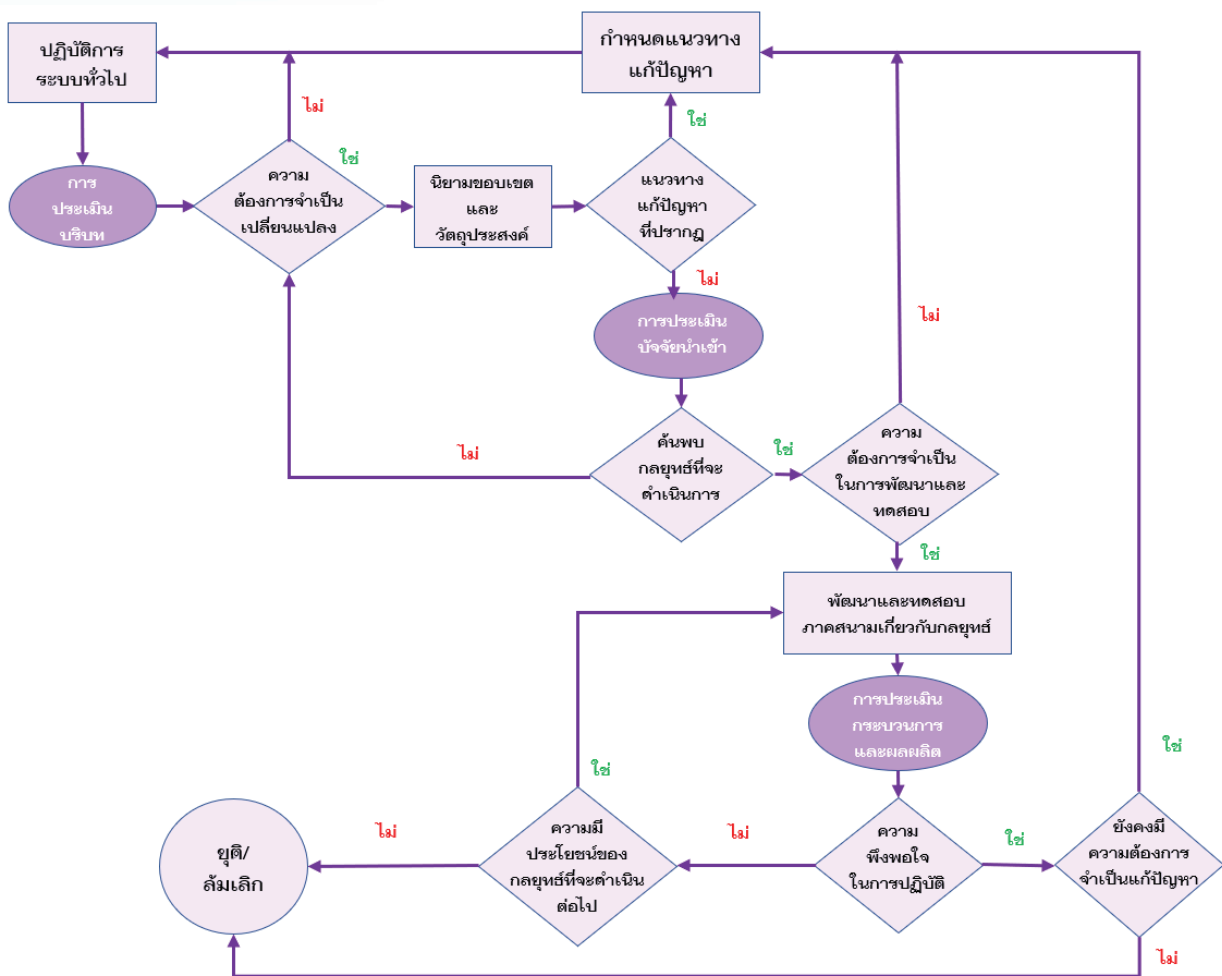 ปฏิบัติการ
ระบบทั่วไป
กำหนดแนวทาง
แก้ปัญหา
ไม่
ใช่
การ
ประเมิน
บริบท
ความ
ต้องการจำเป็น
เปลี่ยนแปลง
ใช่
นิยามขอบเขต
และ
วัตถุประสงค์
แนวทาง
แก้ปัญหา
ที่ปรากฏ
ไม่
การประเมิน
บัจจัยนำเข้า
ไม่
ไม่
ค้นพบ
กลยุทธ์ที่จะ
ดำเนินการ
ใช่
ความ
ต้องการจำเป็น
ในการพัฒนาและ
ทดสอบ
ใช่
พัฒนาและทดสอบ
ภาคสนามเกี่ยวกับกลยุทธ์
การประเมิน
กระบวนการ
และผลผลิต
ใช่
ใช่
ยุติ/
ล้มเลิก
ไม่
ความมี
ประโยชน์ของ
กลยุทธ์ที่จะดำเนิน
ต่อไป
ไม่
ความ
พึงพอใจ
ในการปฏิบัติ
ใช่
ยังคงมี
ความต้องการ
จำเป็นแก้ปัญหา
ไม่